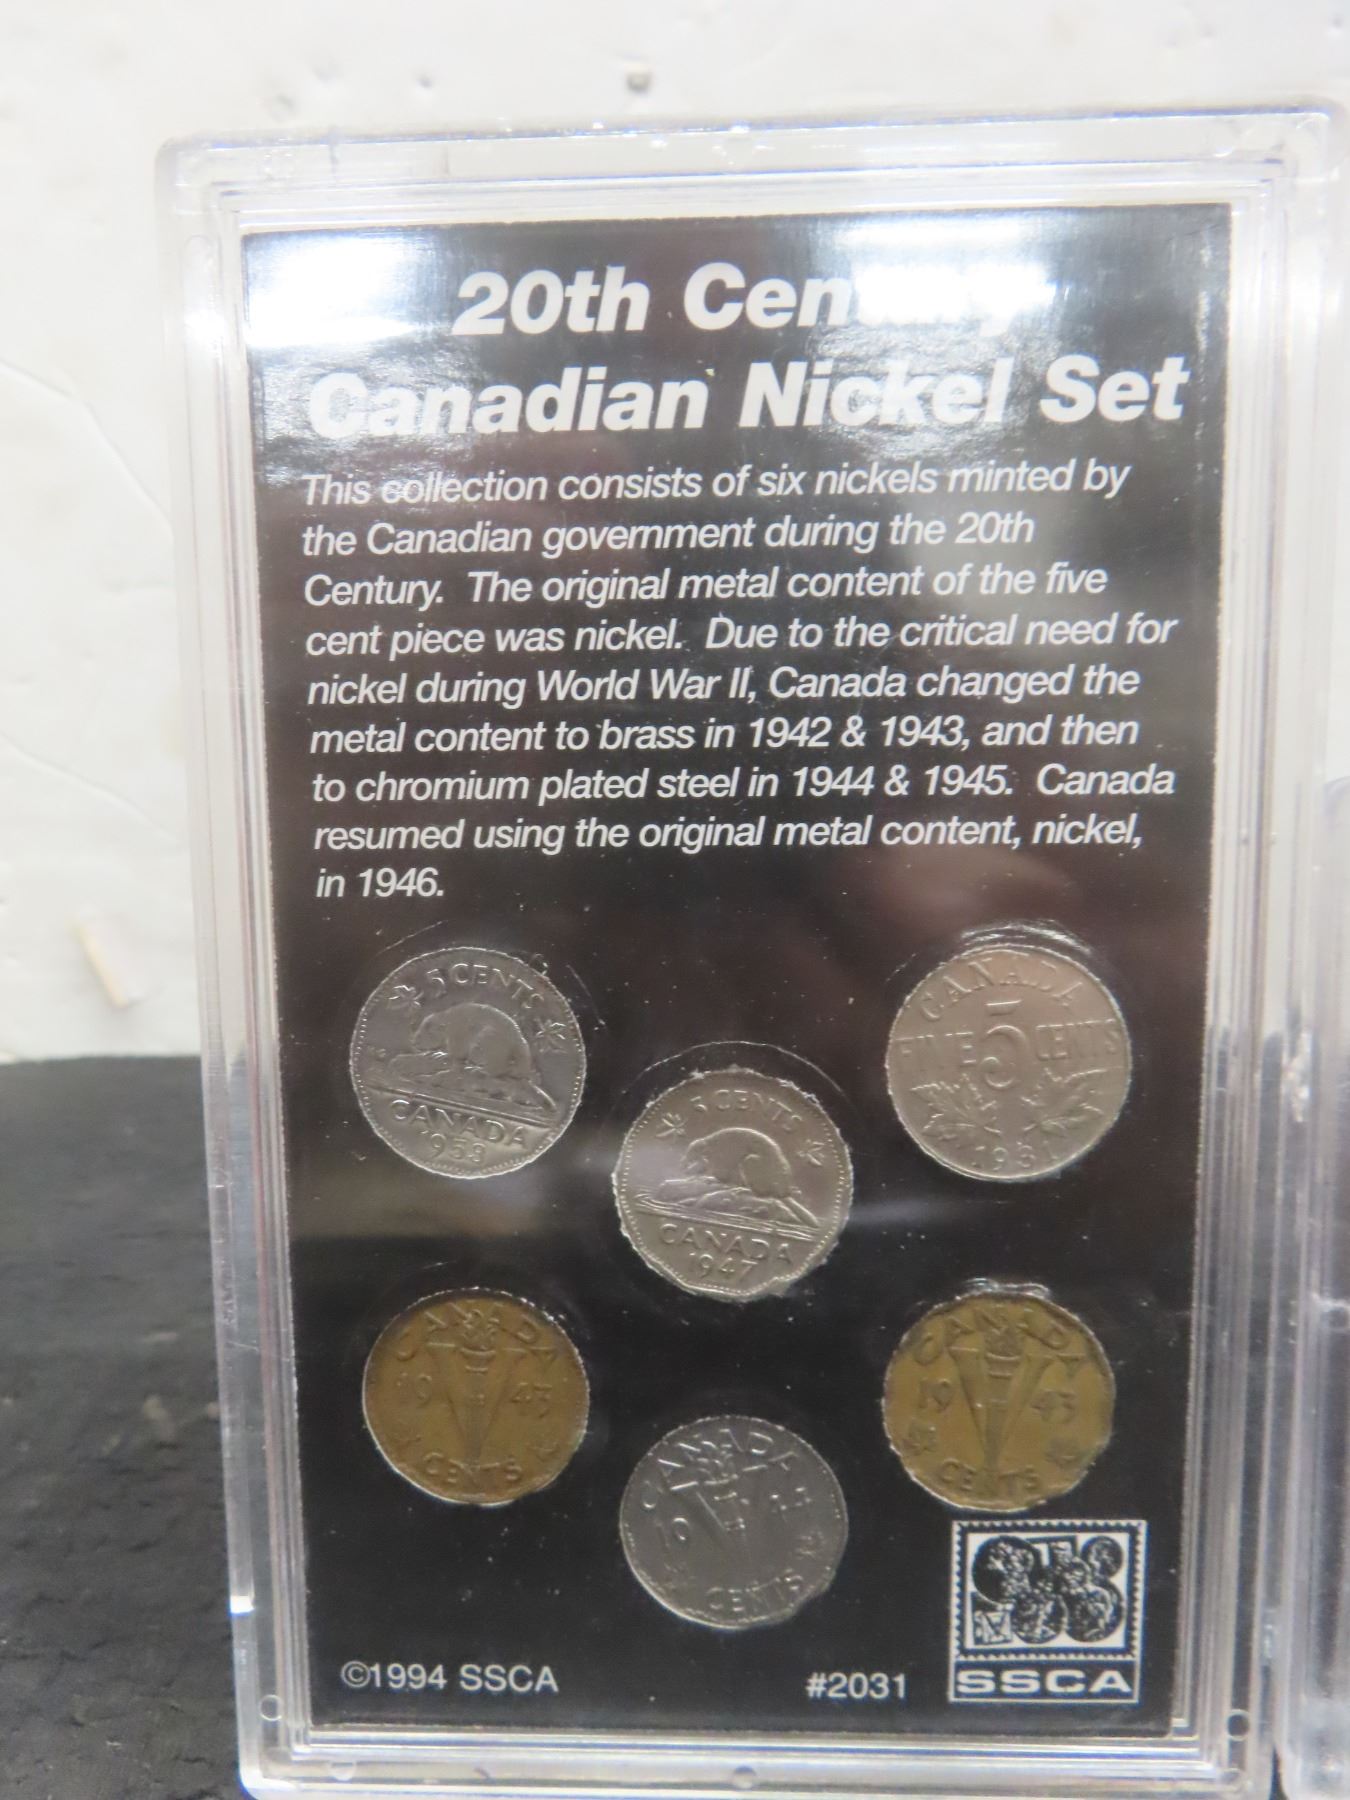 20th Century
Canadian Nickel Set
This collection consists of six nickels minted by
the Canadian government during the 20th
Century. The original metal content of the five
cent piece was nickel. Due to the critical need for
nickel during World War II, Canada changed the
metal content to brass in 1942 & 1943, and then
to chromium plated steel in 1944 & 1945. Canada
resumed using the original metal content, nickel,
in 1946.
5 CENTS
CANADA
1953
5 CENTS
CANADA
1947
CANADA
FIVE 5 CENTS
1931
CANADA
19 43
CENTS
CANADA
19 44
CENTS
CANADA
19 43
CENTS
©1994 SSCA
#2031
SSCA